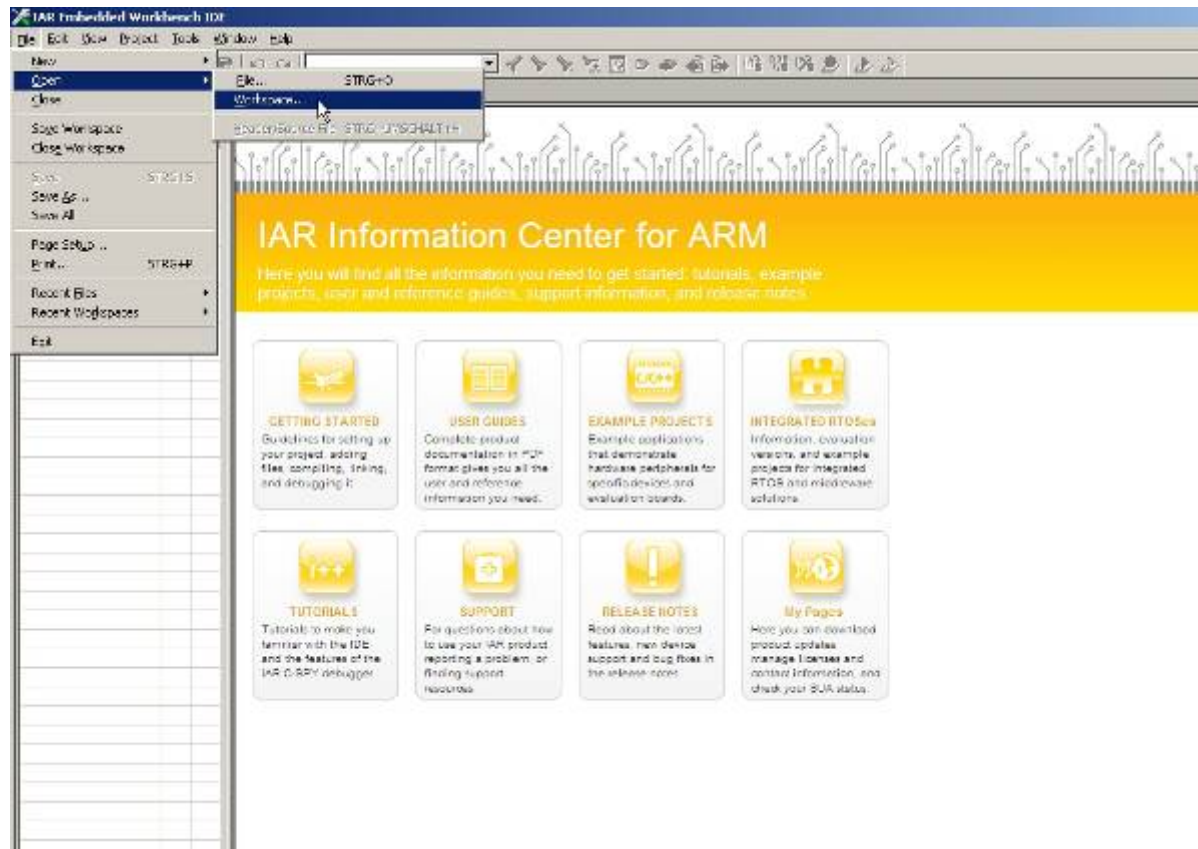 IAR Embedded Workbench IDE
File Edit View Project Tools Window Help
New
Open
Close
Save Workspace
Close Workspace
Save STRG+S
Save As ...
Save All
Page Setup ...
Print... STRG+P
Recent Files
Recent Workspaces
Exit
File... STRG+O
Workspace...
Header/Source File STRG+UMSCHALT+H
IAR Information Center for ARM
Here you will find all the information you need to get started: tutorials, example
projects, user and reference guides, support information, and release notes.
GETTING STARTED
Guidelines for setting up
your project, adding
files, compiling, linking,
and debugging it.
USER GUIDES
Complete product
documentation in PDF
format gives you all the
user and reference
information you need.
EXAMPLE PROJECTS
Example applications
that demonstrate
hardware peripherals for
specific devices and
evaluation boards.
INTEGRATED RTOSes
Information, evaluation
versions, and example
projects for integrated
RTOS and middleware
solutions.
TUTORIALS
Tutorials to make you
familiar with the IDE
and the features of the
IAR C-SPY debugger.
SUPPORT
For questions about how
to use your IAR product
reporting a problem, or
finding support
resources.
RELEASE NOTES
Read about the latest
features, new device
support and bug fixes in
the release notes.
My Pages
Here you can download
product updates
manage licenses and
contact information, and
check your SUA status.